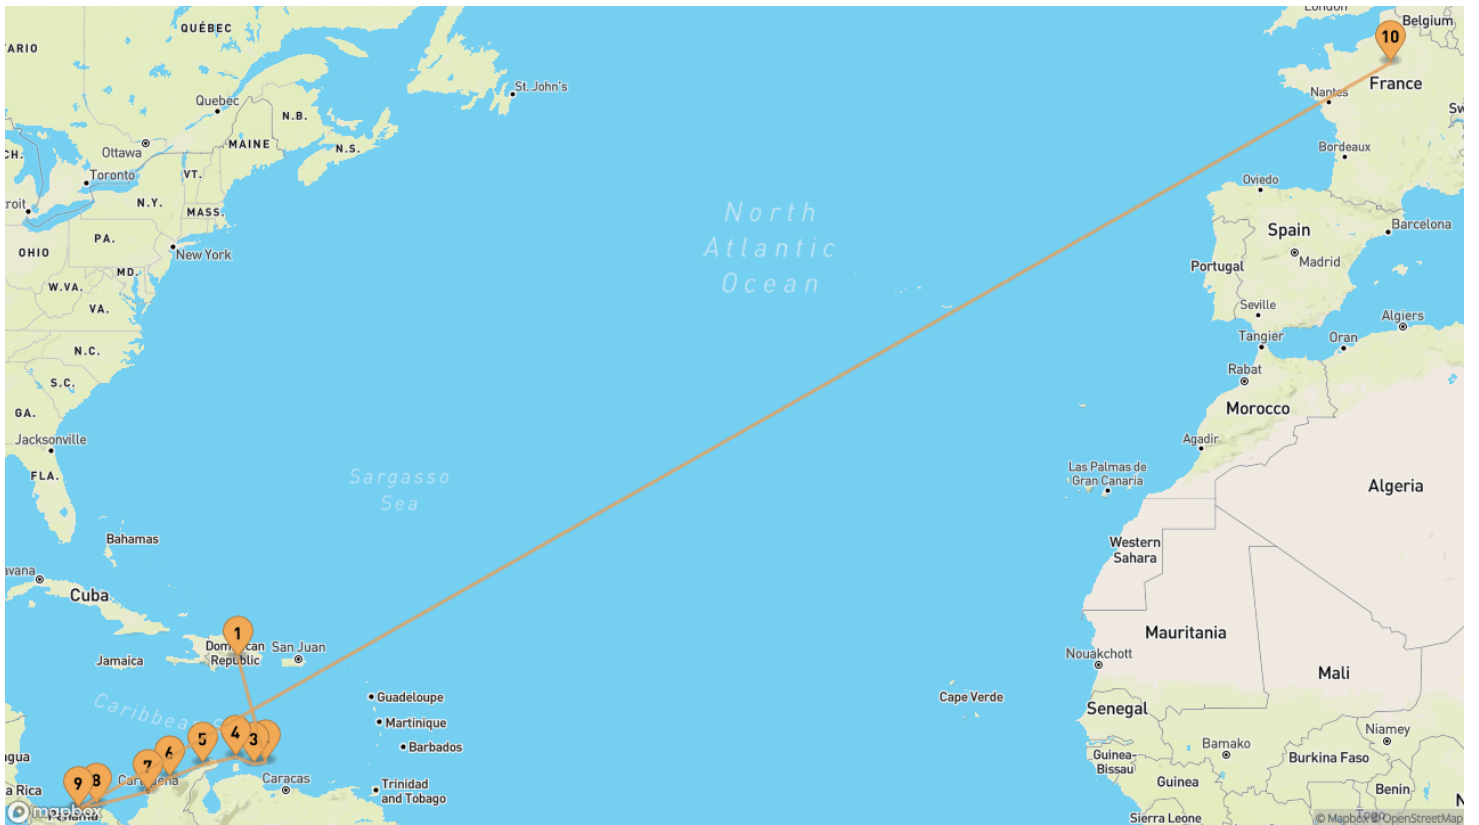 London
Belgium
QUÉBEC
10
ARIO
France
St. John's
Nantes
Sw
Quebec
N.B.
MAINE
Ottawa
N.S.
CH.
Bordeaux
Toronto
VT.
Oviedo
roit
N.Y.
MASS.
North
Atlantic
Ocean
Barcelona
Spain
PA.
OHIO
New York
Madrid
Portugal
MD.
W.VA.
VA.
Seville
Algiers
Tangier
Oran
N.C.
Rabat
S.C.
Morocco
GA.
Jacksonville
Agadir
FLA.
Sargasso
Sea
Las Palmas de
Gran Canaria
Algeria
Bahamas
Western
Sahara
avana
Cuba
1
Mauritania
Dominican
Republic
San Juan
Jamaica
Nouakchott
Mali
Guadeloupe
Cape Verde
Caribbean
Senegal
Martinique
4
3
5
Niamey
Barbados
6
Bamako
agua
7
Guinea-
Bissau
Burkina Faso
9
8
Cartagena
Caracas
Guinea
Trinidad
and Tobago
Benin
a Rica
N
mapbox
Panama
Sierra Leone
Togo
© Mapbox © OpenStreetMap